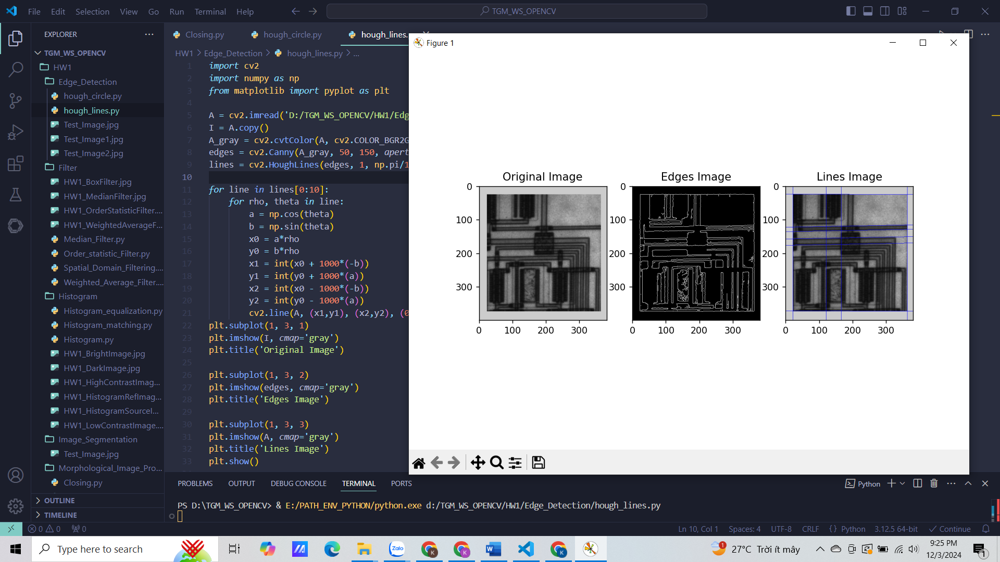 File Edit Selection View Go Run Terminal Help
TGM_WS_OPENCV
EXPLORER
TGM_WS_OPENCV
HW1
Edge_Detection
hough_circle.py
hough_lines.py
Test_Image.jpg
Test_Image1.jpg
Test_Image2.jpg
Filter
HW1_BoxFilter.jpg
HW1_MedianFilter.jpg
HW1_OrderStatisticFilter....
HW1_WeightedAverageF...
Median_Filter.py
Order_statistic_Filter.py
Spatial_Domain_Filtering....
Weighted_Average_Filter....
Histogram
Histogram_equalization.py
Histogram_matching.py
Histogram.py
HW1_BrightImage.jpg
HW1_DarkImage.jpg
HW1_HighContrastImag...
HW1_HistogramRefImag...
HW1_HistogramSourceI...
HW1_LowContrastImage....
Image_Segmentation
Test_Image.jpg
Morphological_Image_Pro...
Closing.py
OUTLINE
TIMELINE
Closing.py hough_circle.py hough_lines.
HW1 > Edge_Detection > hough_lines.py > ...
1 import cv2
2 import numpy as np
3 from matplotlib import pyplot as plt
4
5 A = cv2.imread('D:/TGM_WS_OPENCV/HW1/Edg
6 I = A.copy()
7 A_gray = cv2.cvtColor(A, cv2.COLOR_BGR2G
8 edges = cv2.Canny(A_gray, 50, 150, apert
9 lines = cv2.HoughLines(edges, 1, np.pi/1
10
11 for line in lines[0:10]:
12 for rho, theta in line:
13 a = np.cos(theta)
14 b = np.sin(theta)
15 x0 = a*rho
16 y0 = b*rho
17 x1 = int(x0 + 1000*(-b))
18 y1 = int(y0 + 1000*(a))
19 x2 = int(x0 - 1000*(-b))
20 y2 = int(y0 - 1000*(a))
21 cv2.line(A, (x1,y1), (x2,y2), (0
22 plt.subplot(1, 3, 1)
23 plt.imshow(I, cmap='gray')
24 plt.title('Original Image')
25
26 plt.subplot(1, 3, 2)
27 plt.imshow(edges, cmap='gray')
28 plt.title('Edges Image')
29
30 plt.subplot(1, 3, 3)
31 plt.imshow(A, cmap='gray')
32 plt.title('Lines Image')
33 plt.show()
Figure 1
Original Image
0
100
200
300
0 100 200 300
Edges Image
0
100
200
300
0 100 200 300
Lines Image
0
100
200
300
0 100 200 300
PROBLEMS OUTPUT DEBUG CONSOLE TERMINAL PORTS
Python
PS D:\TGM_WS_OPENCV> & E:/PATH_ENV_PYTHON/python.exe d:/TGM_WS_OPENCV/HW1/Edge_Detection/hough_lines.py
0 0 0
Ln 10, Col 1 Spaces: 4 UTF-8 CRLF {} Python 3.12.5 64-bit Continue
Type here to search
Zalo
K
K
W
K
1
27°C Trời ít mây
9:25 PM
12/3/2024
1